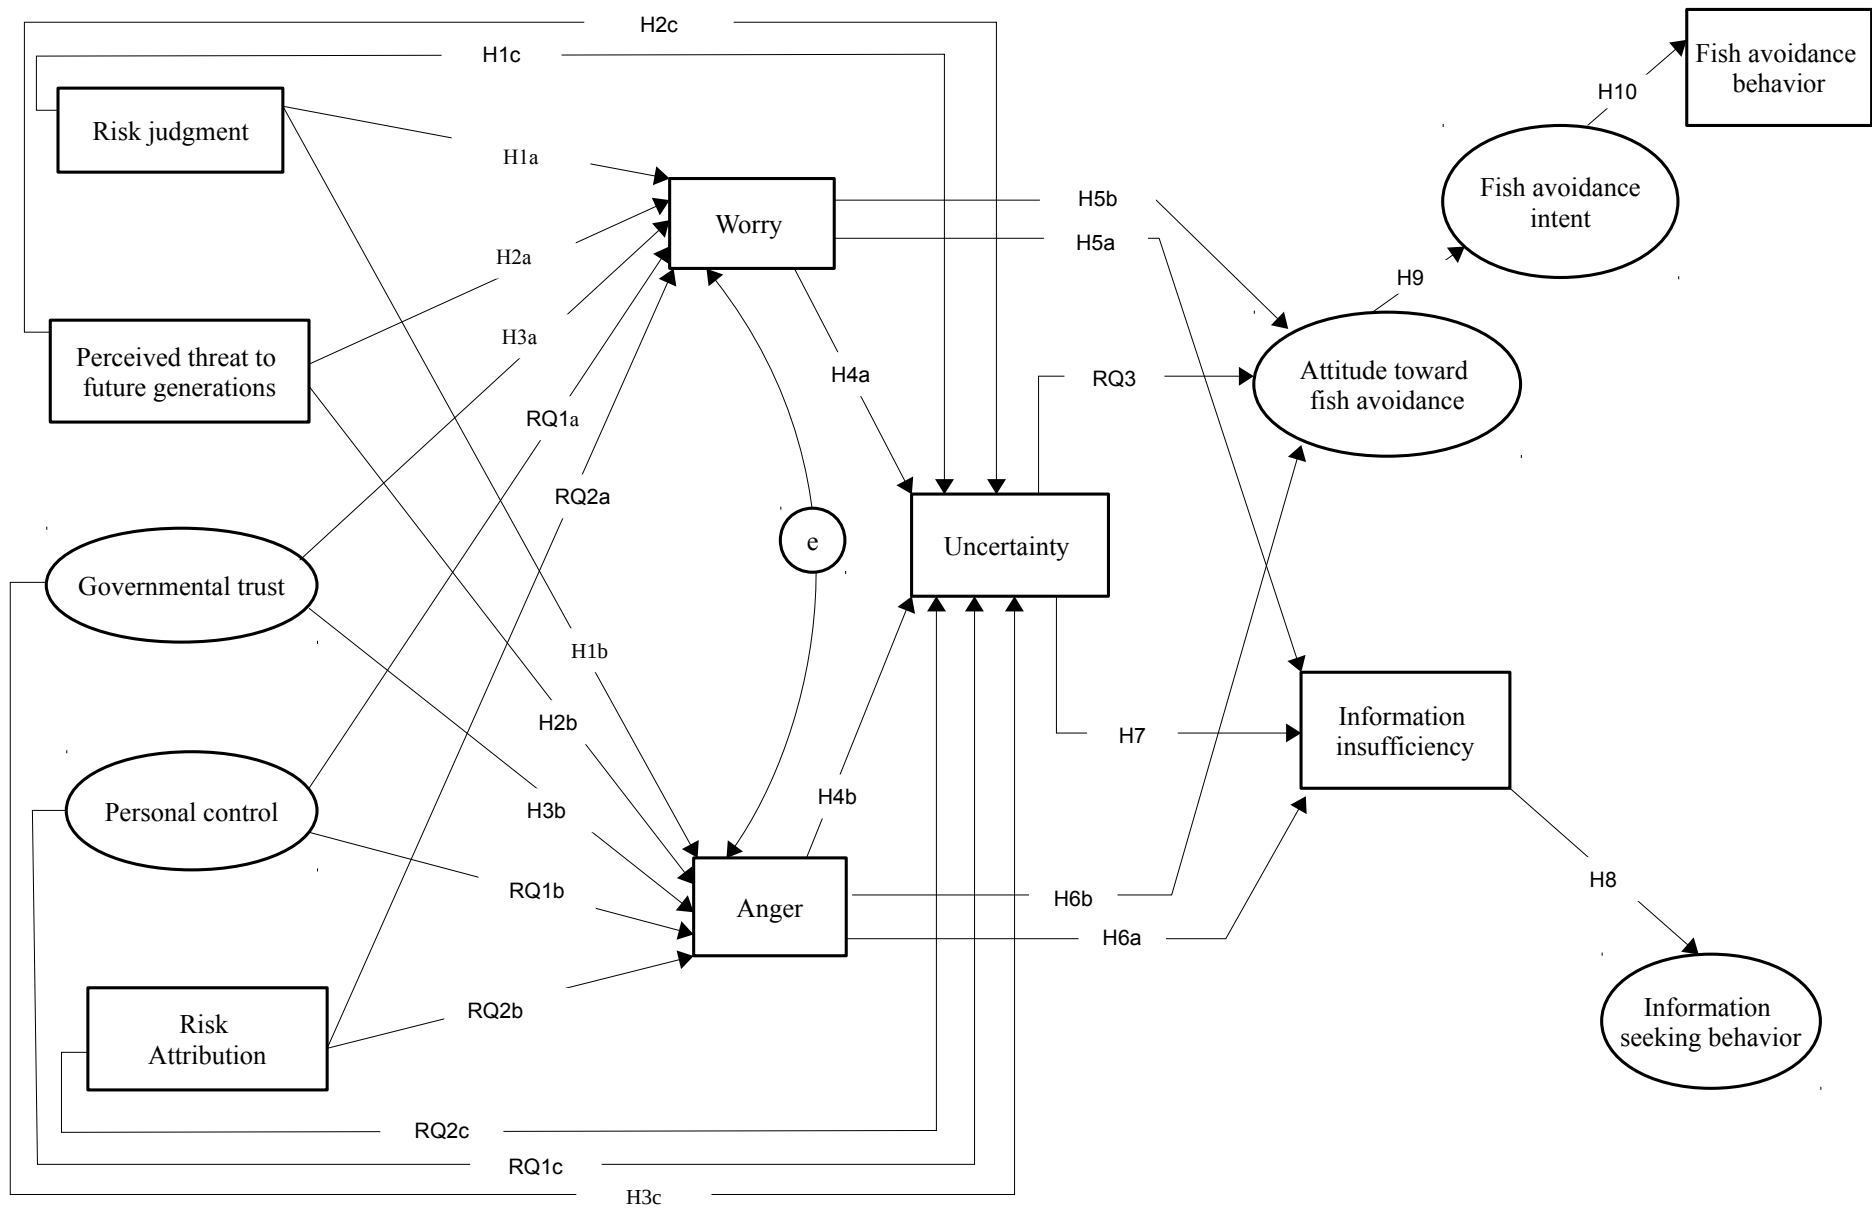 H2c
H1c
Fish avoidance
behavior
H10
Risk judgment
H1a
Fish avoidance
intent
H5b
Worry
H5a
H2a
H9
H3a
Perceived threat to
future generations
H4a
RQ3
Attitude toward
fish avoidance
RQ1a
RQ2a
e
Uncertainty
Governmental trust
H1b
H2b
H7
Information
insufficiency
H4b
Personal control
H3b
H8
RQ1b
H6b
Anger
H6a
RQ2b
Information
seeking behavior
Risk
Attribution
RQ2c
RQ1c
H3c